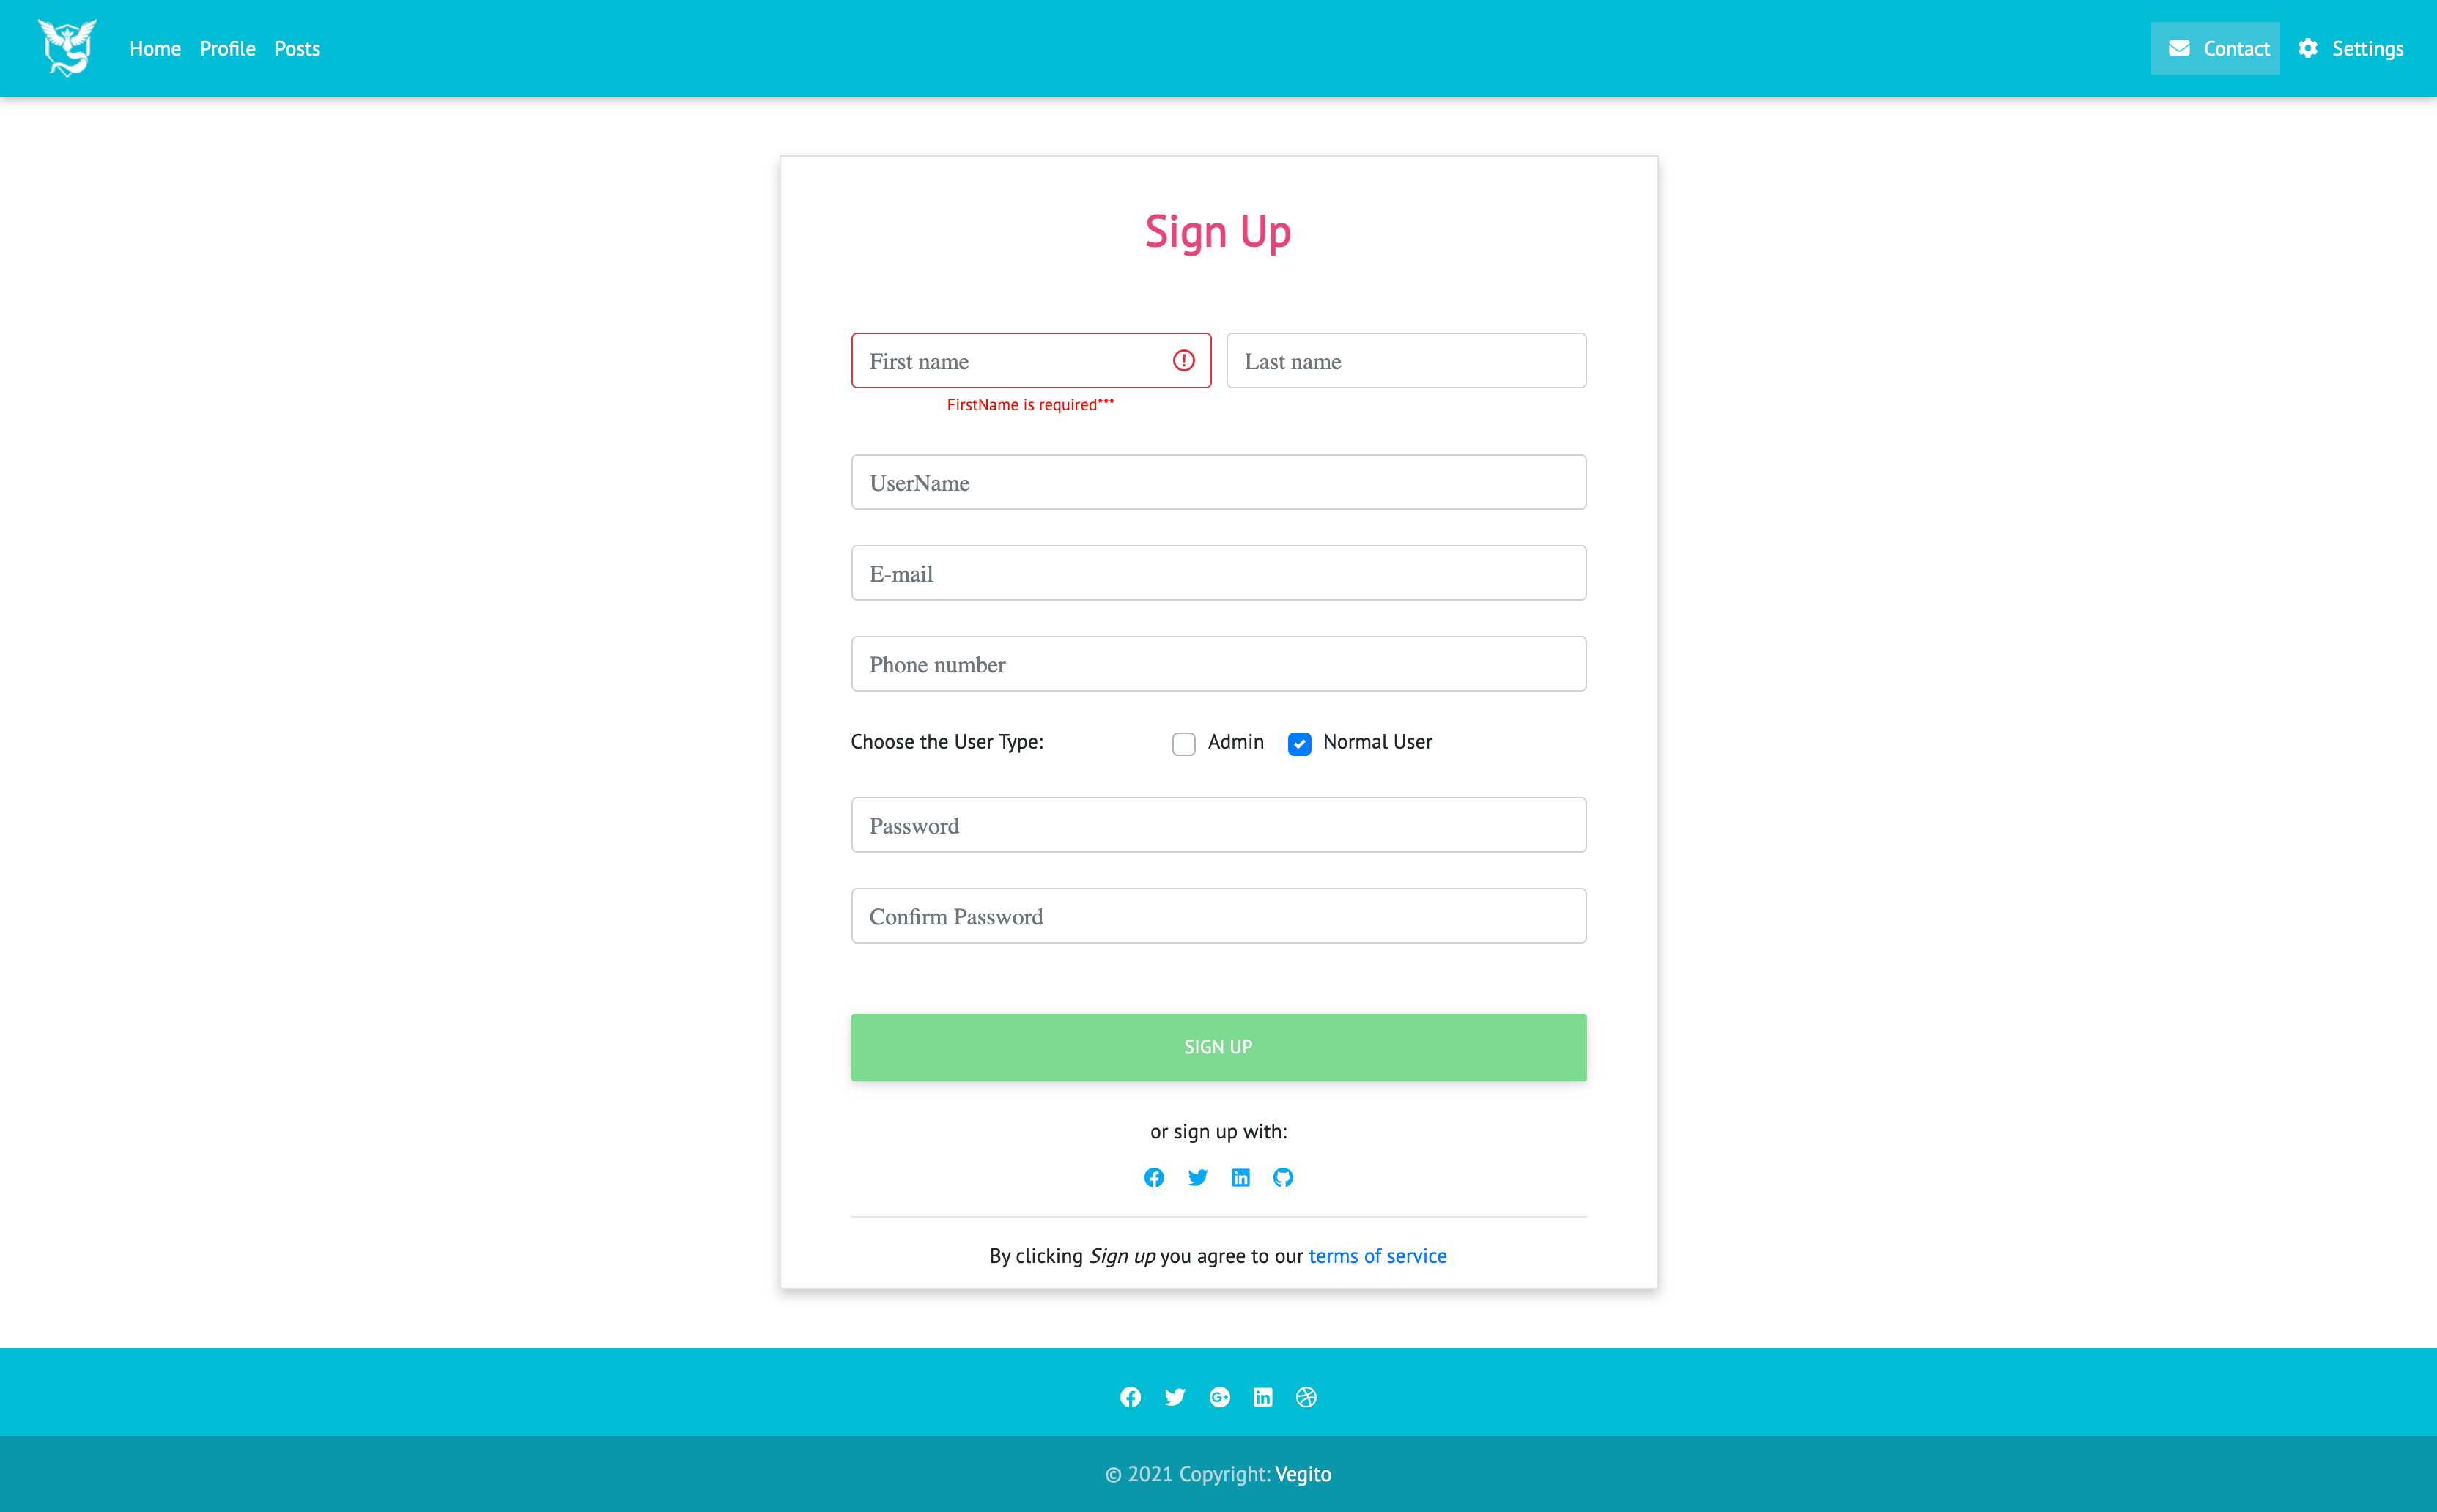 Home Profile Posts Contact Settings
Sign Up
First name Last name
FirstName is required***
UserName
E-mail
Phone number
Choose the User Type: Admin Normal User
Password
Confirm Password
SIGN UP
or sign up with:
By clicking Sign up you agree to our terms of service
© 2021 Copyright: Vegito